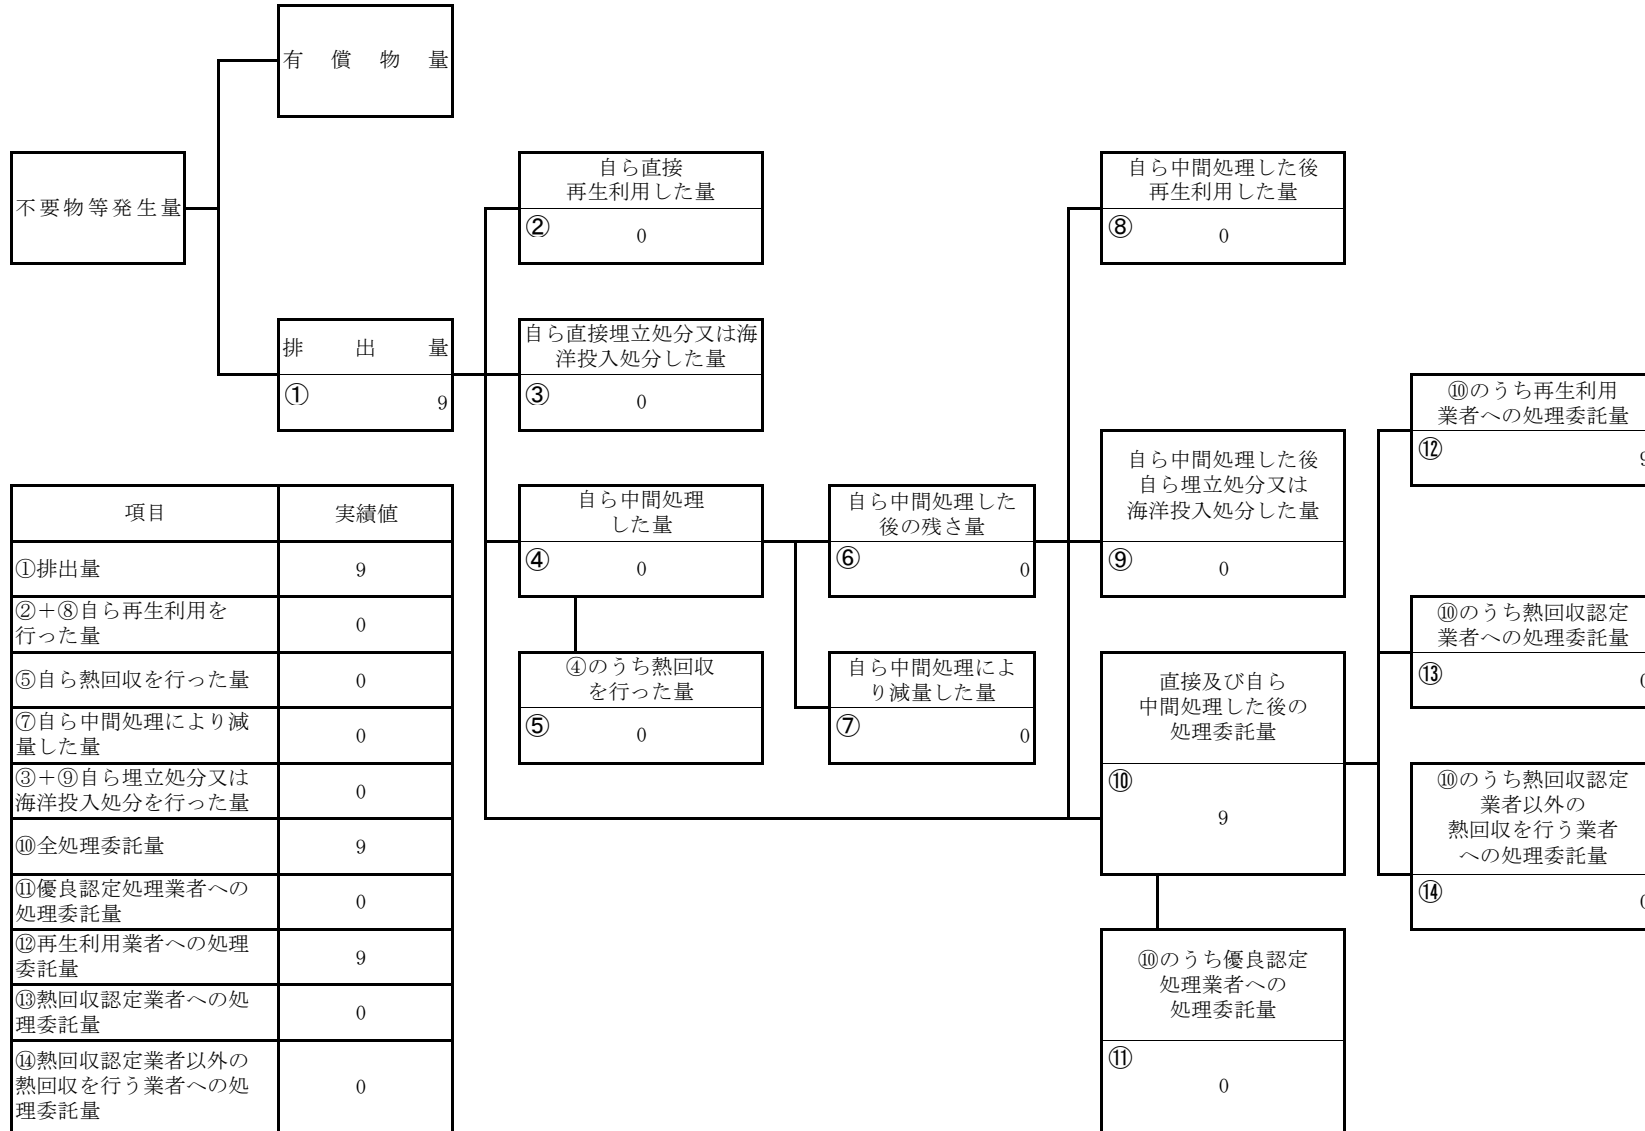 有償物量
不要物等発生量
自ら直接
再生利用した量
②
0
自ら中間処理した後
再生利用した量
⑧
0
排出量
①
9
自ら直接埋立処分又は海
洋投入処分した量
③
0
⑩のうち再生利用
業者への処理委託量
⑫
9
自ら中間処理
した量
④
0
自ら中間処理した
後の残さ量
⑥
0
自ら中間処理した後
自ら埋立処分又は
海洋投入処分した量
⑨
0
⑩のうち熱回収認定
業者への処理委託量
⑬
0
④のうち熱回収
を行った量
⑤
0
自ら中間処理によ
り減量した量
⑦
0
直接及び自ら
中間処理した後の
処理委託量
⑩
9
⑩のうち熱回収認定
業者以外の
熱回収を行う業者
への処理委託量
⑭
0
⑩のうち優良認定
処理業者への
処理委託量
⑪
0
項目 実績値
①排出量 9
②+⑧自ら再生利用を
行った量 0
⑤自ら熱回収を行った量 0
⑦自ら中間処理により減
量した量 0
③+⑨自ら埋立処分又は
海洋投入処分を行った量 0
⑩全処理委託量 9
⑪優良認定処理業者への
処理委託量 0
⑫再生利用業者への処理
委託量 9
⑬熱回収認定業者への処
理委託量 0
⑭熱回収認定業者以外の
熱回収を行う業者への処
理委託量 0